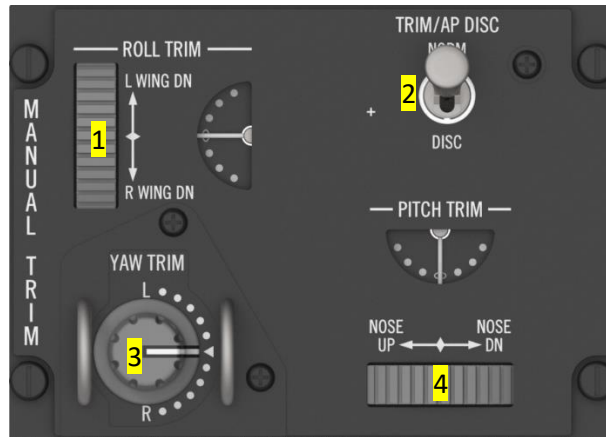 ROLL TRIM
L WING DN
R WING DN
1
TRIM/AP DISC
NORM
2
DISC
MANUAL TRIM
PITCH TRIM
YAW TRIM
L
3
R
NOSE UP
NOSE DN
4